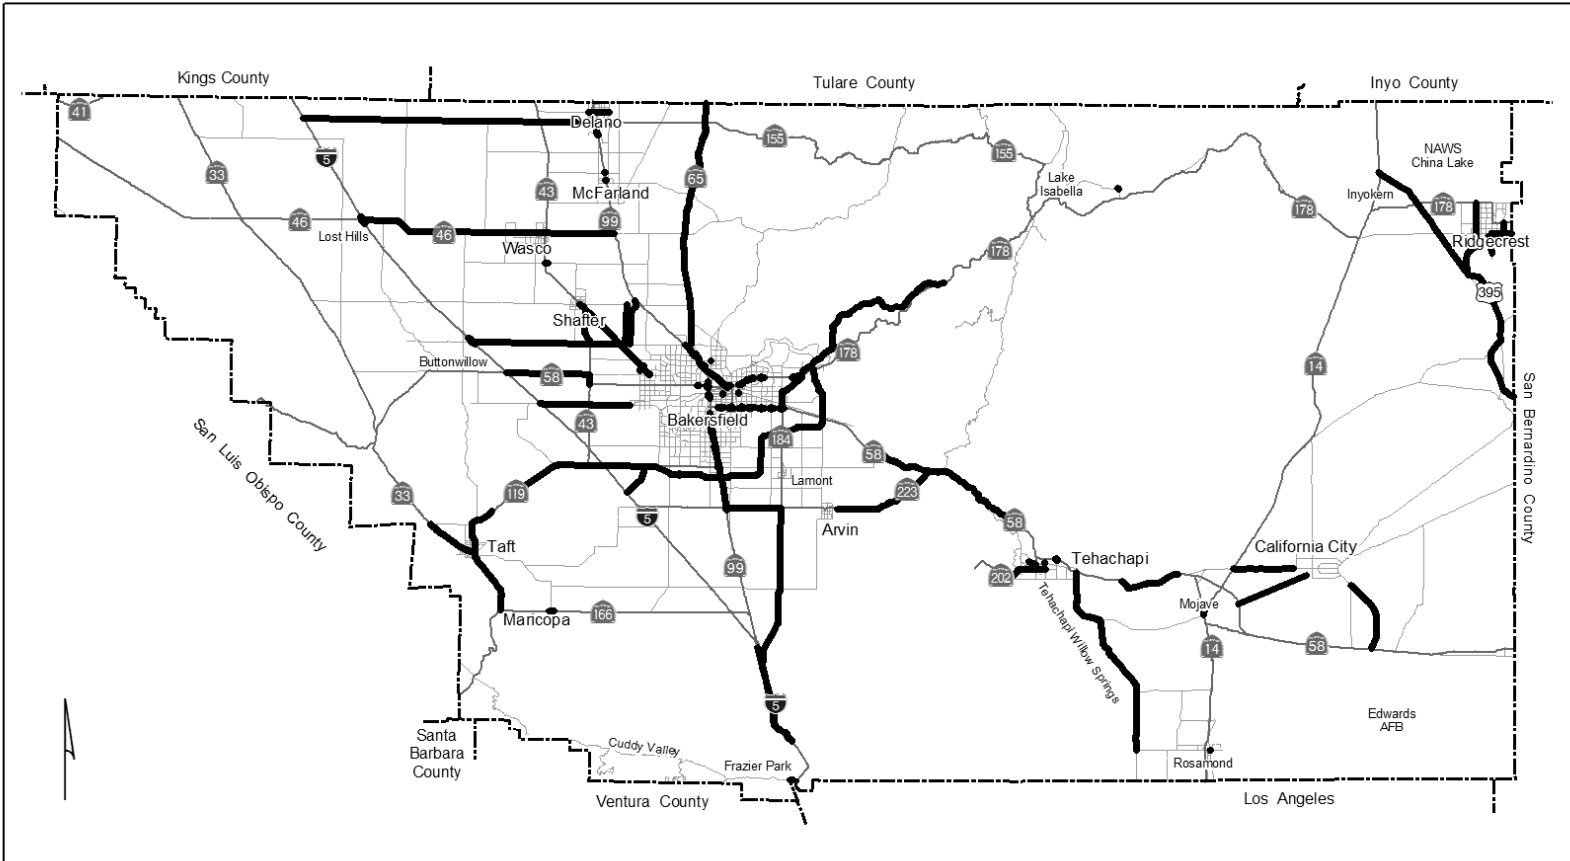 Kings County
Tulare County
Inyo County
41
Delano
155
155
5
33
65
NAWS
China Lake
43
McFarland
Lake
Isabella
Inyokern
178
178
46
99
46
Lost Hills
Wasco
178
Ridgecrest
395
Shafter
Buttonwillow
178
58
14
43
Bakersfield
184
58
San Luis Obispo County
San Bernardino County
33
119
Lamont
223
5
Arvin
58
Taft
99
202
Tehachapi
California City
Maricopa
166
Mojave
Tehachapi Willow Springs
14
58
5
Edwards
AFB
Santa
Barbara
County
Cuddy Valley
Frazier Park
Rosamond
Ventura County
Los Angeles